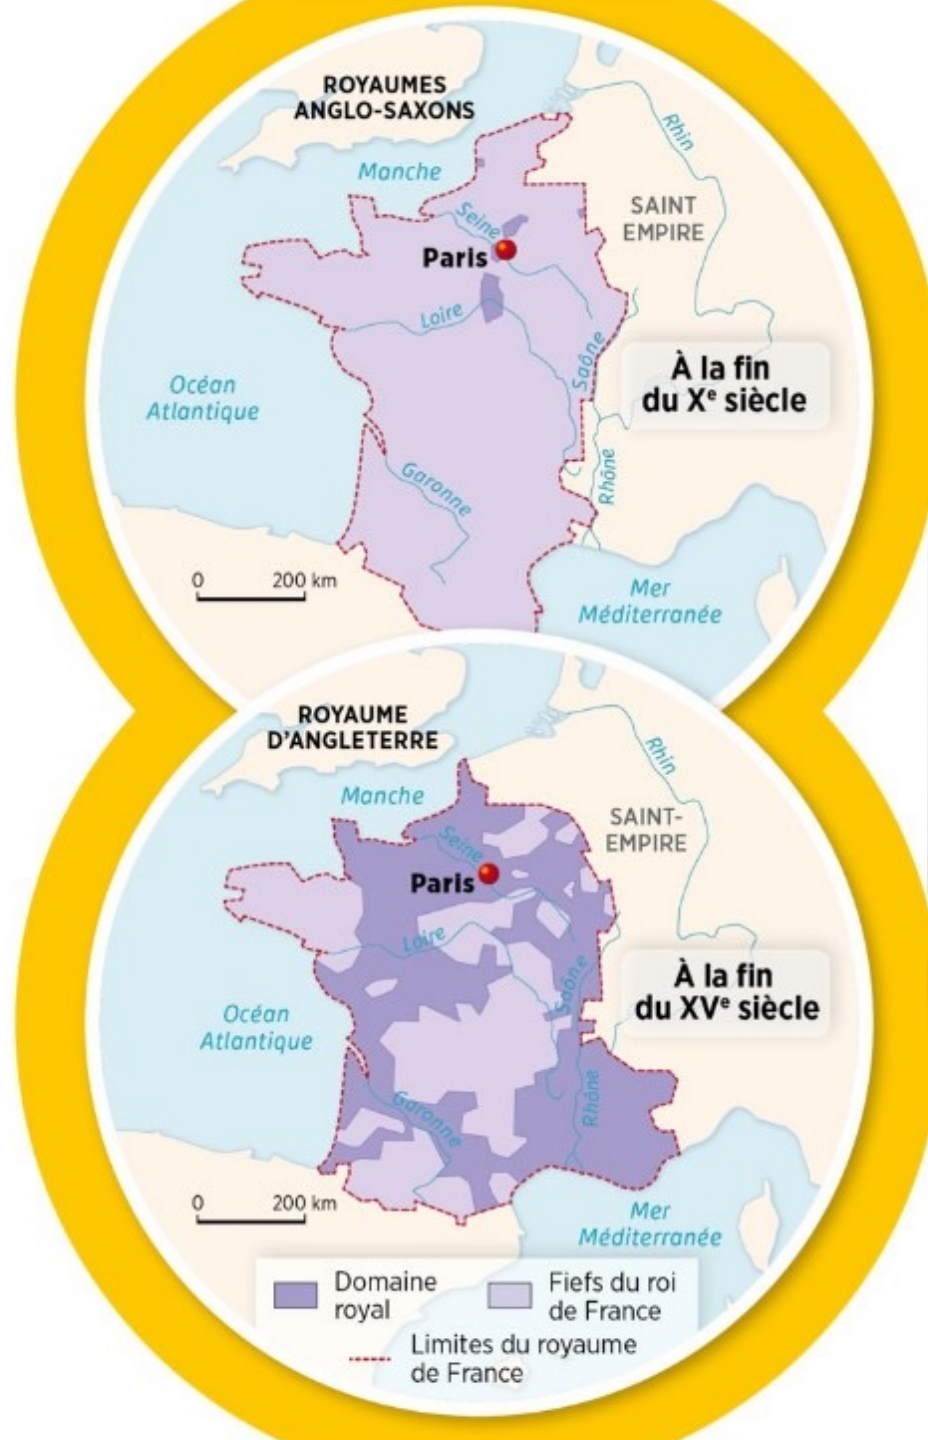 ROYAUMES
ANGLO-SAXONS
Manche
Rhin
SAINT
EMPIRE
Seine
Paris
Loire
Saône
À la fin
du Xᵉ siècle
Océan
Atlantique
Garonne
Rhône
0 200 km
Mer
Méditerranée
ROYAUME
D'ANGLETERRE
Manche
Rhin
SAINT-
EMPIRE
Seine
Paris
Loire
Saône
À la fin
du XVᵉ siècle
Océan
Atlantique
Garonne
Rhône
0 200 km
Mer
Méditerranée
Domaine
royal
Fiefs du roi
de France
Limites du royaume
de France